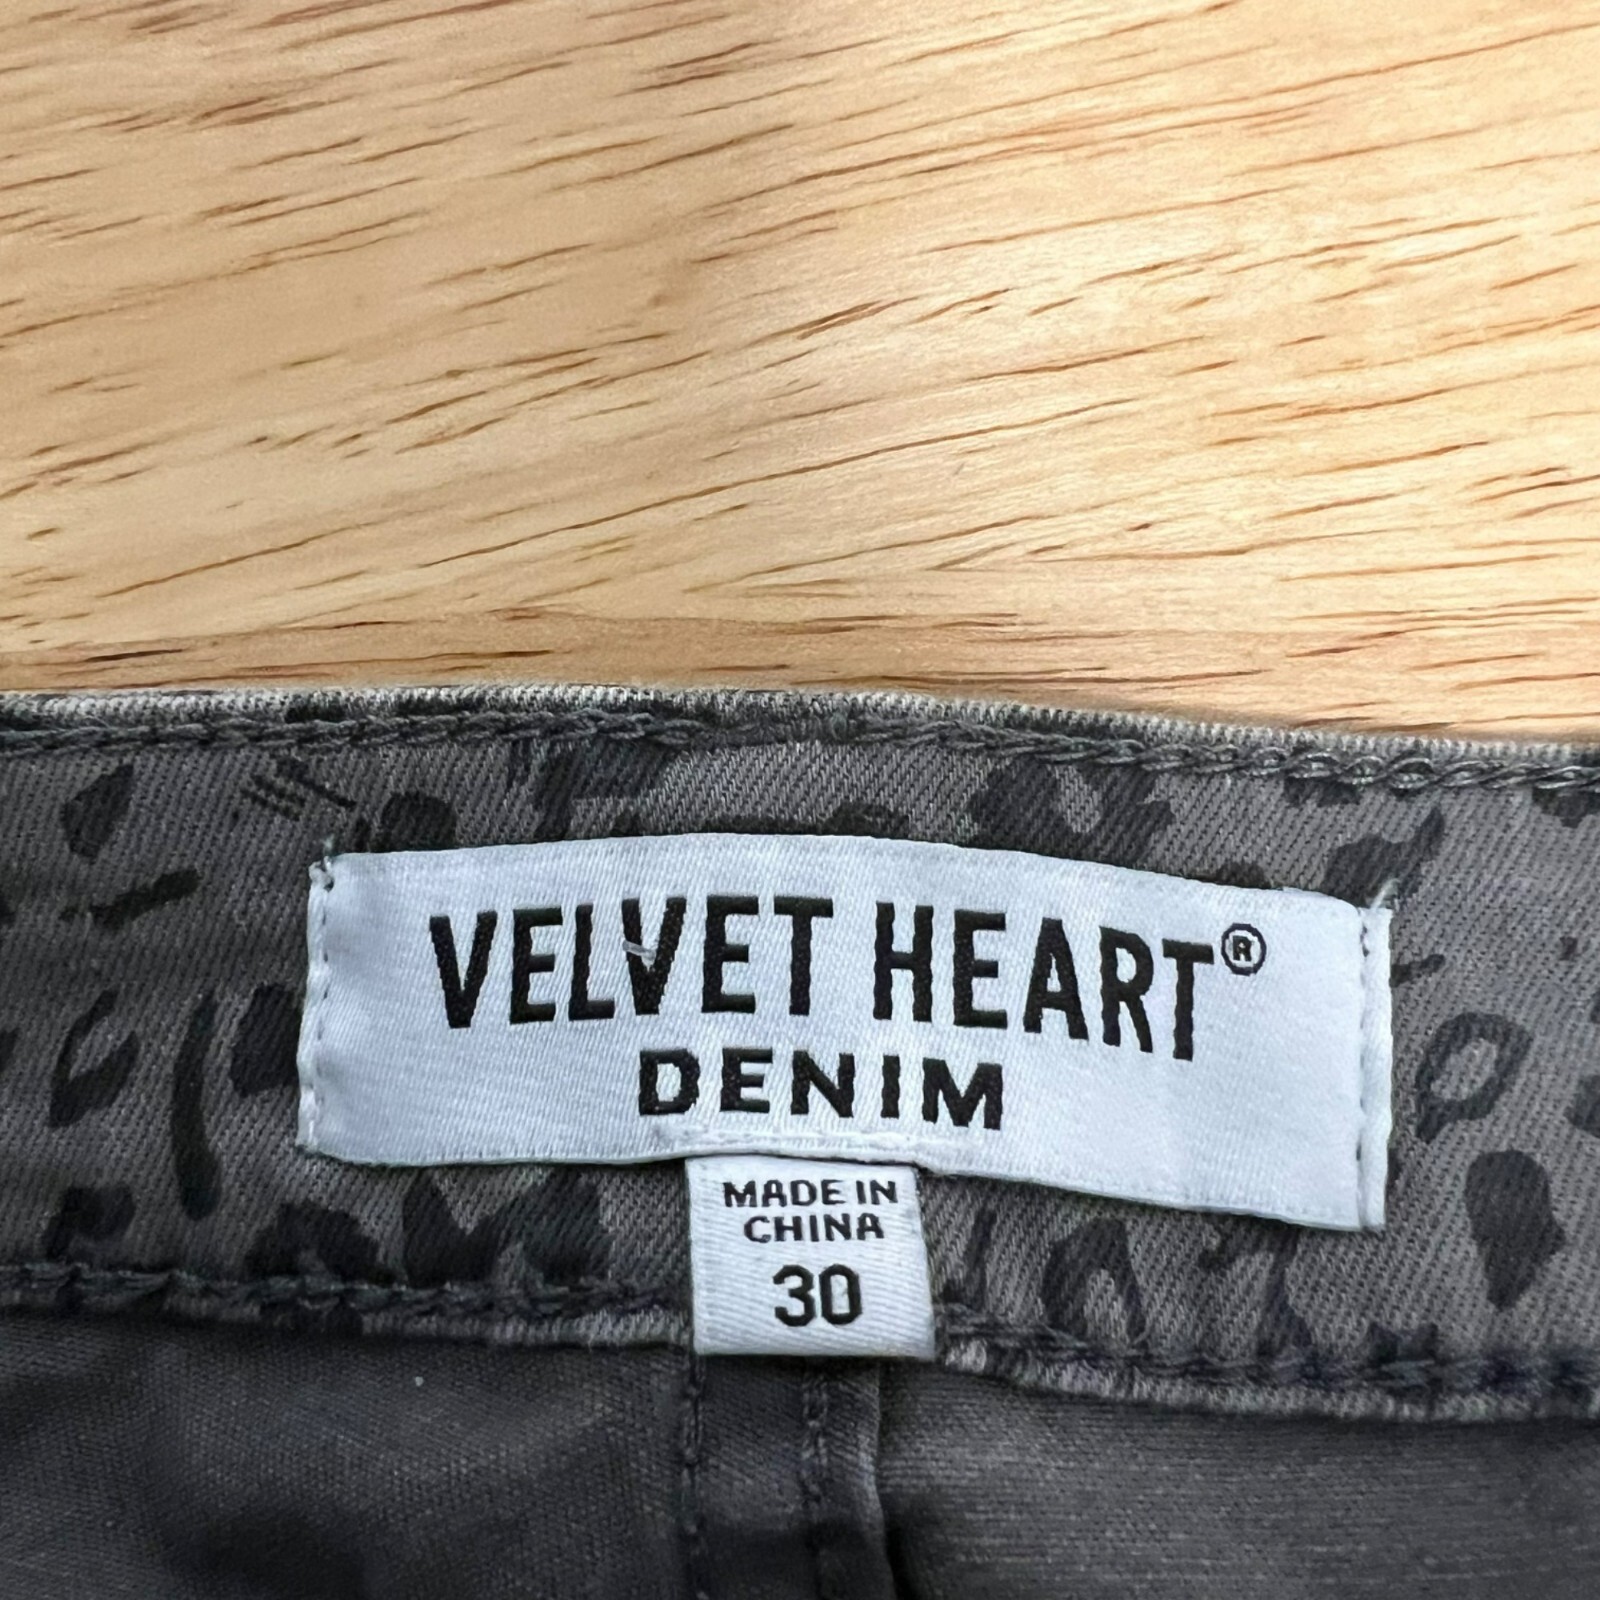 VELVET HEART®
DENIM
MADE IN
CHINA
30